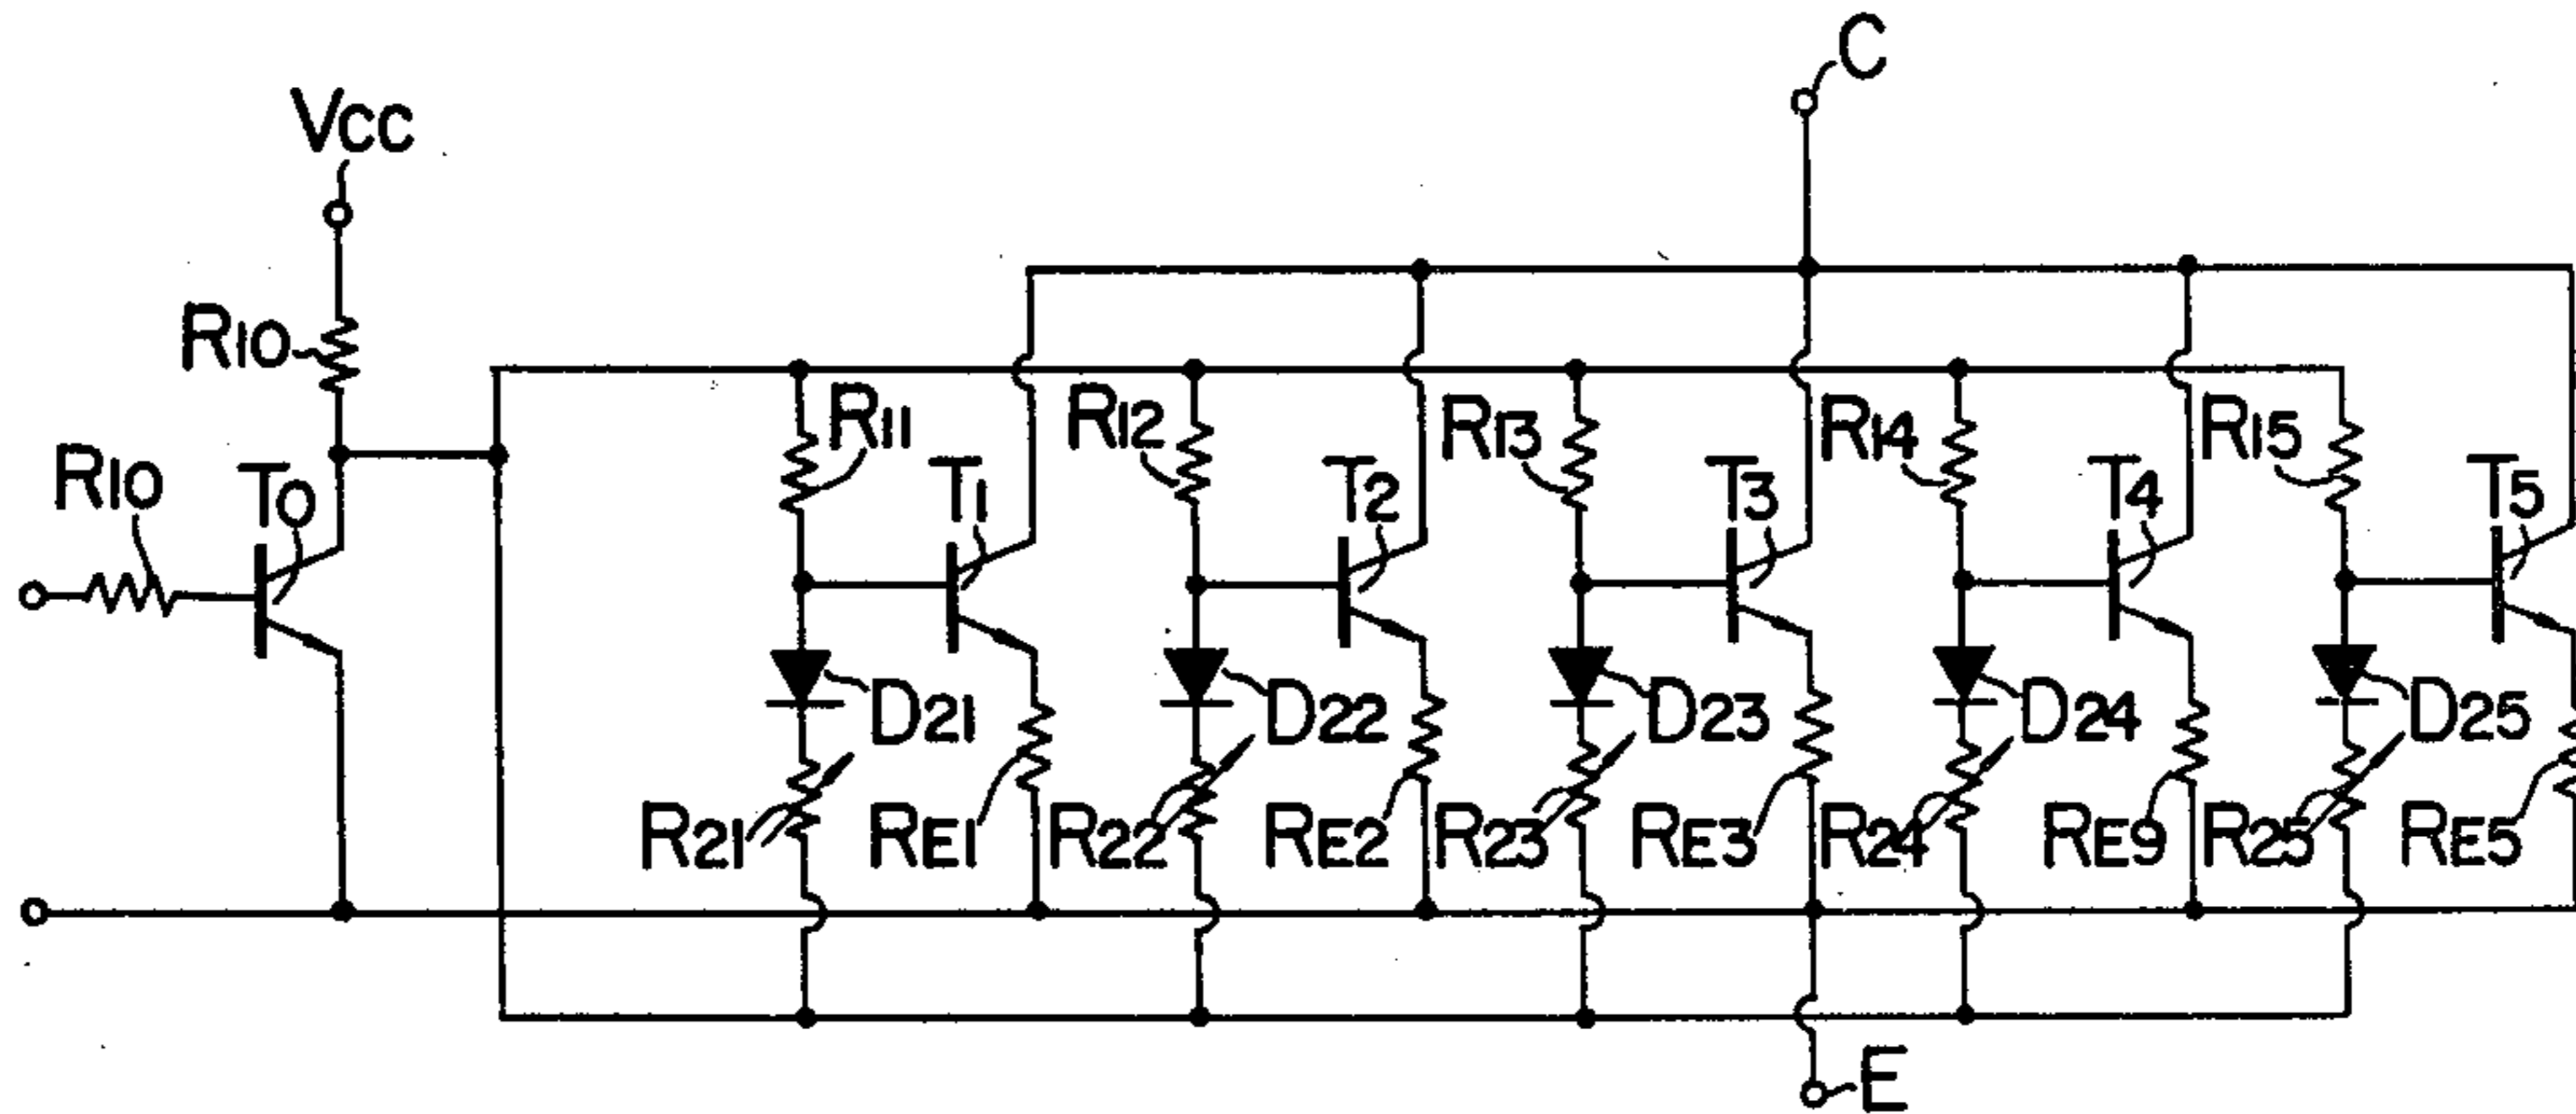 C
VCC
R10
R11
R12
R13
R14
R15
R10
T0
T1
T2
T3
T4
T5
D21
D22
D23
D24
D25
R21
RE1
R22
RE2
R23
RE3
R24
RE9
R25
RE5
E